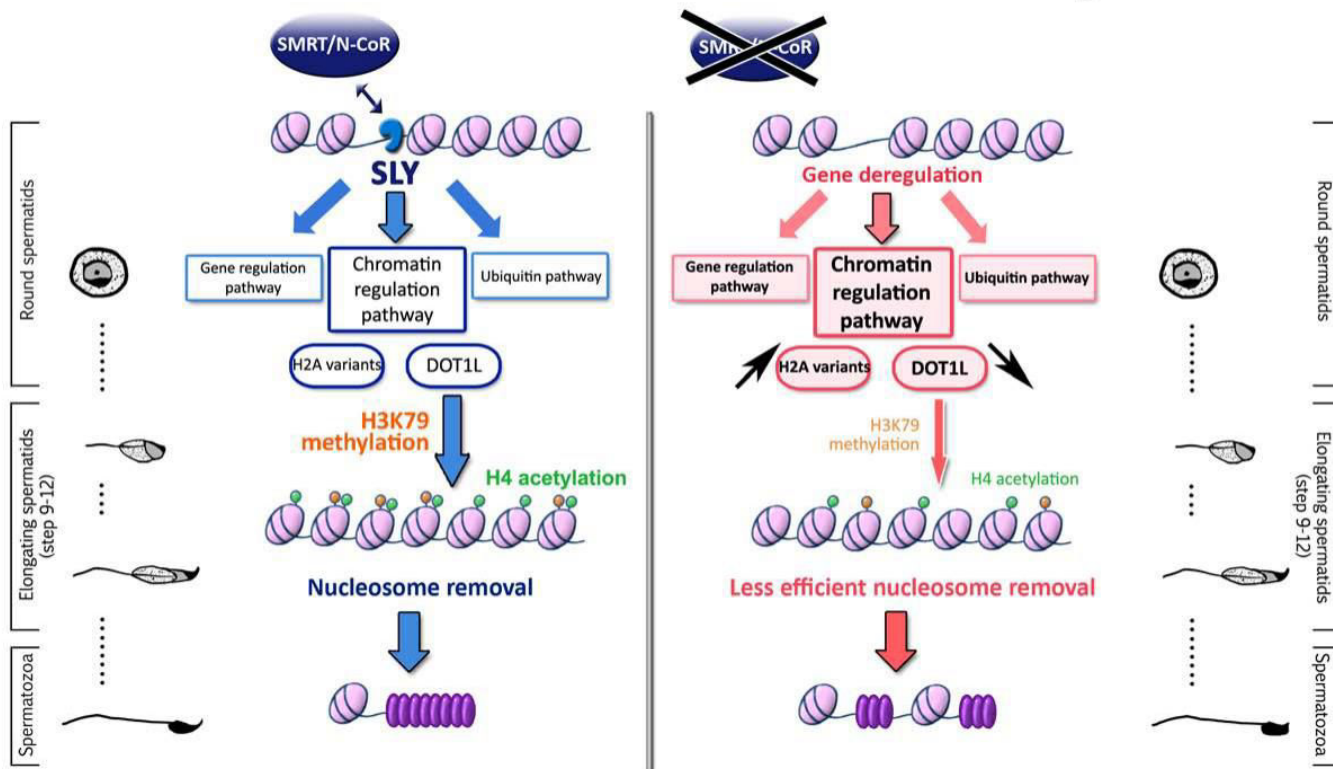 SMRT/N-CoR
SLY
Gene regulation
pathway
Chromatin
regulation
pathway
Ubiquitin pathway
H2A variants
DOT1L
H3K79
methylation
H4 acetylation
Nucleosome removal
Round spermatids
Elongating spermatids
(step 9-12)
Spermatozoa
SMRT/N-CoR
Gene deregulation
Gene regulation
pathway
Chromatin
regulation
pathway
Ubiquitin pathway
H2A variants
DOT1L
H3K79
methylation
H4 acetylation
Less efficient nucleosome removal
Round spermatids
Elongating spermatids
(step 9-12)
Spermatozoa